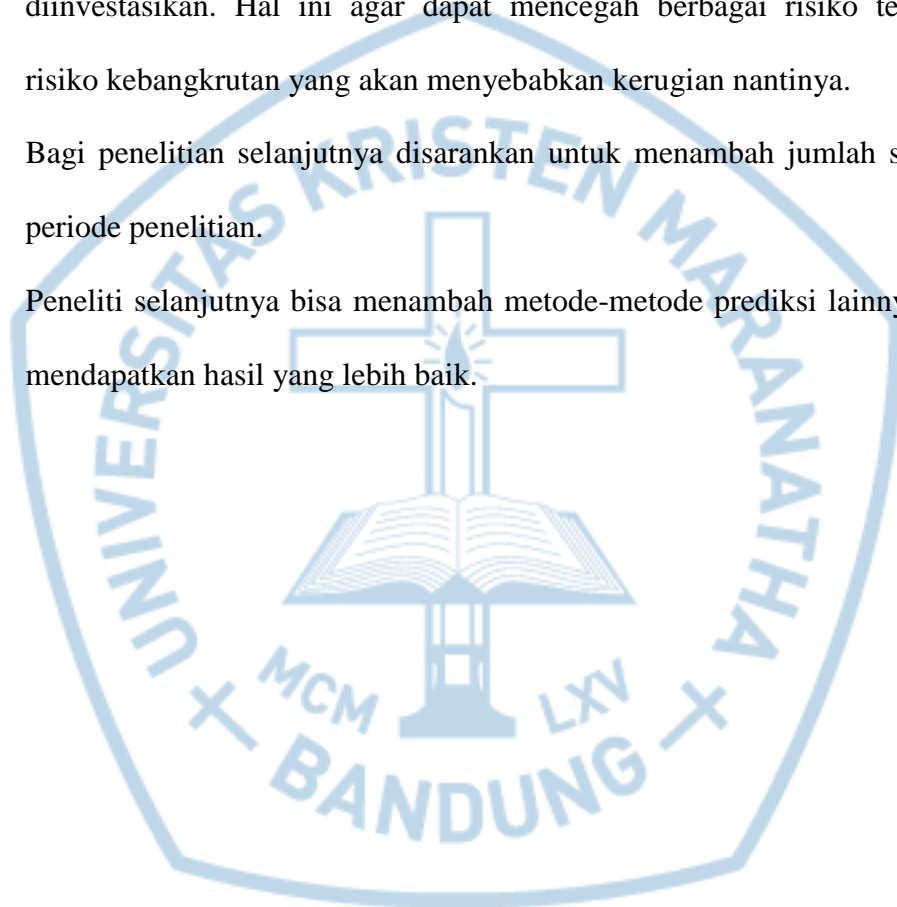 diinvestasikan. Hal ini agar dapat mencegah berbagai risiko
risiko kebangkrutan yang akan menyebabkan kerugian nantinya.
Bagi penelitian selanjutnya disarankan untuk menambah jumlah
periode penelitian.
Peneliti selanjutnya bisa menambah metode-metode prediksi
mendapatkan hasil yang lebih baik.
UNIVERSITAS KRISTEN MARANATHA
MCM LXV
BANDUNG